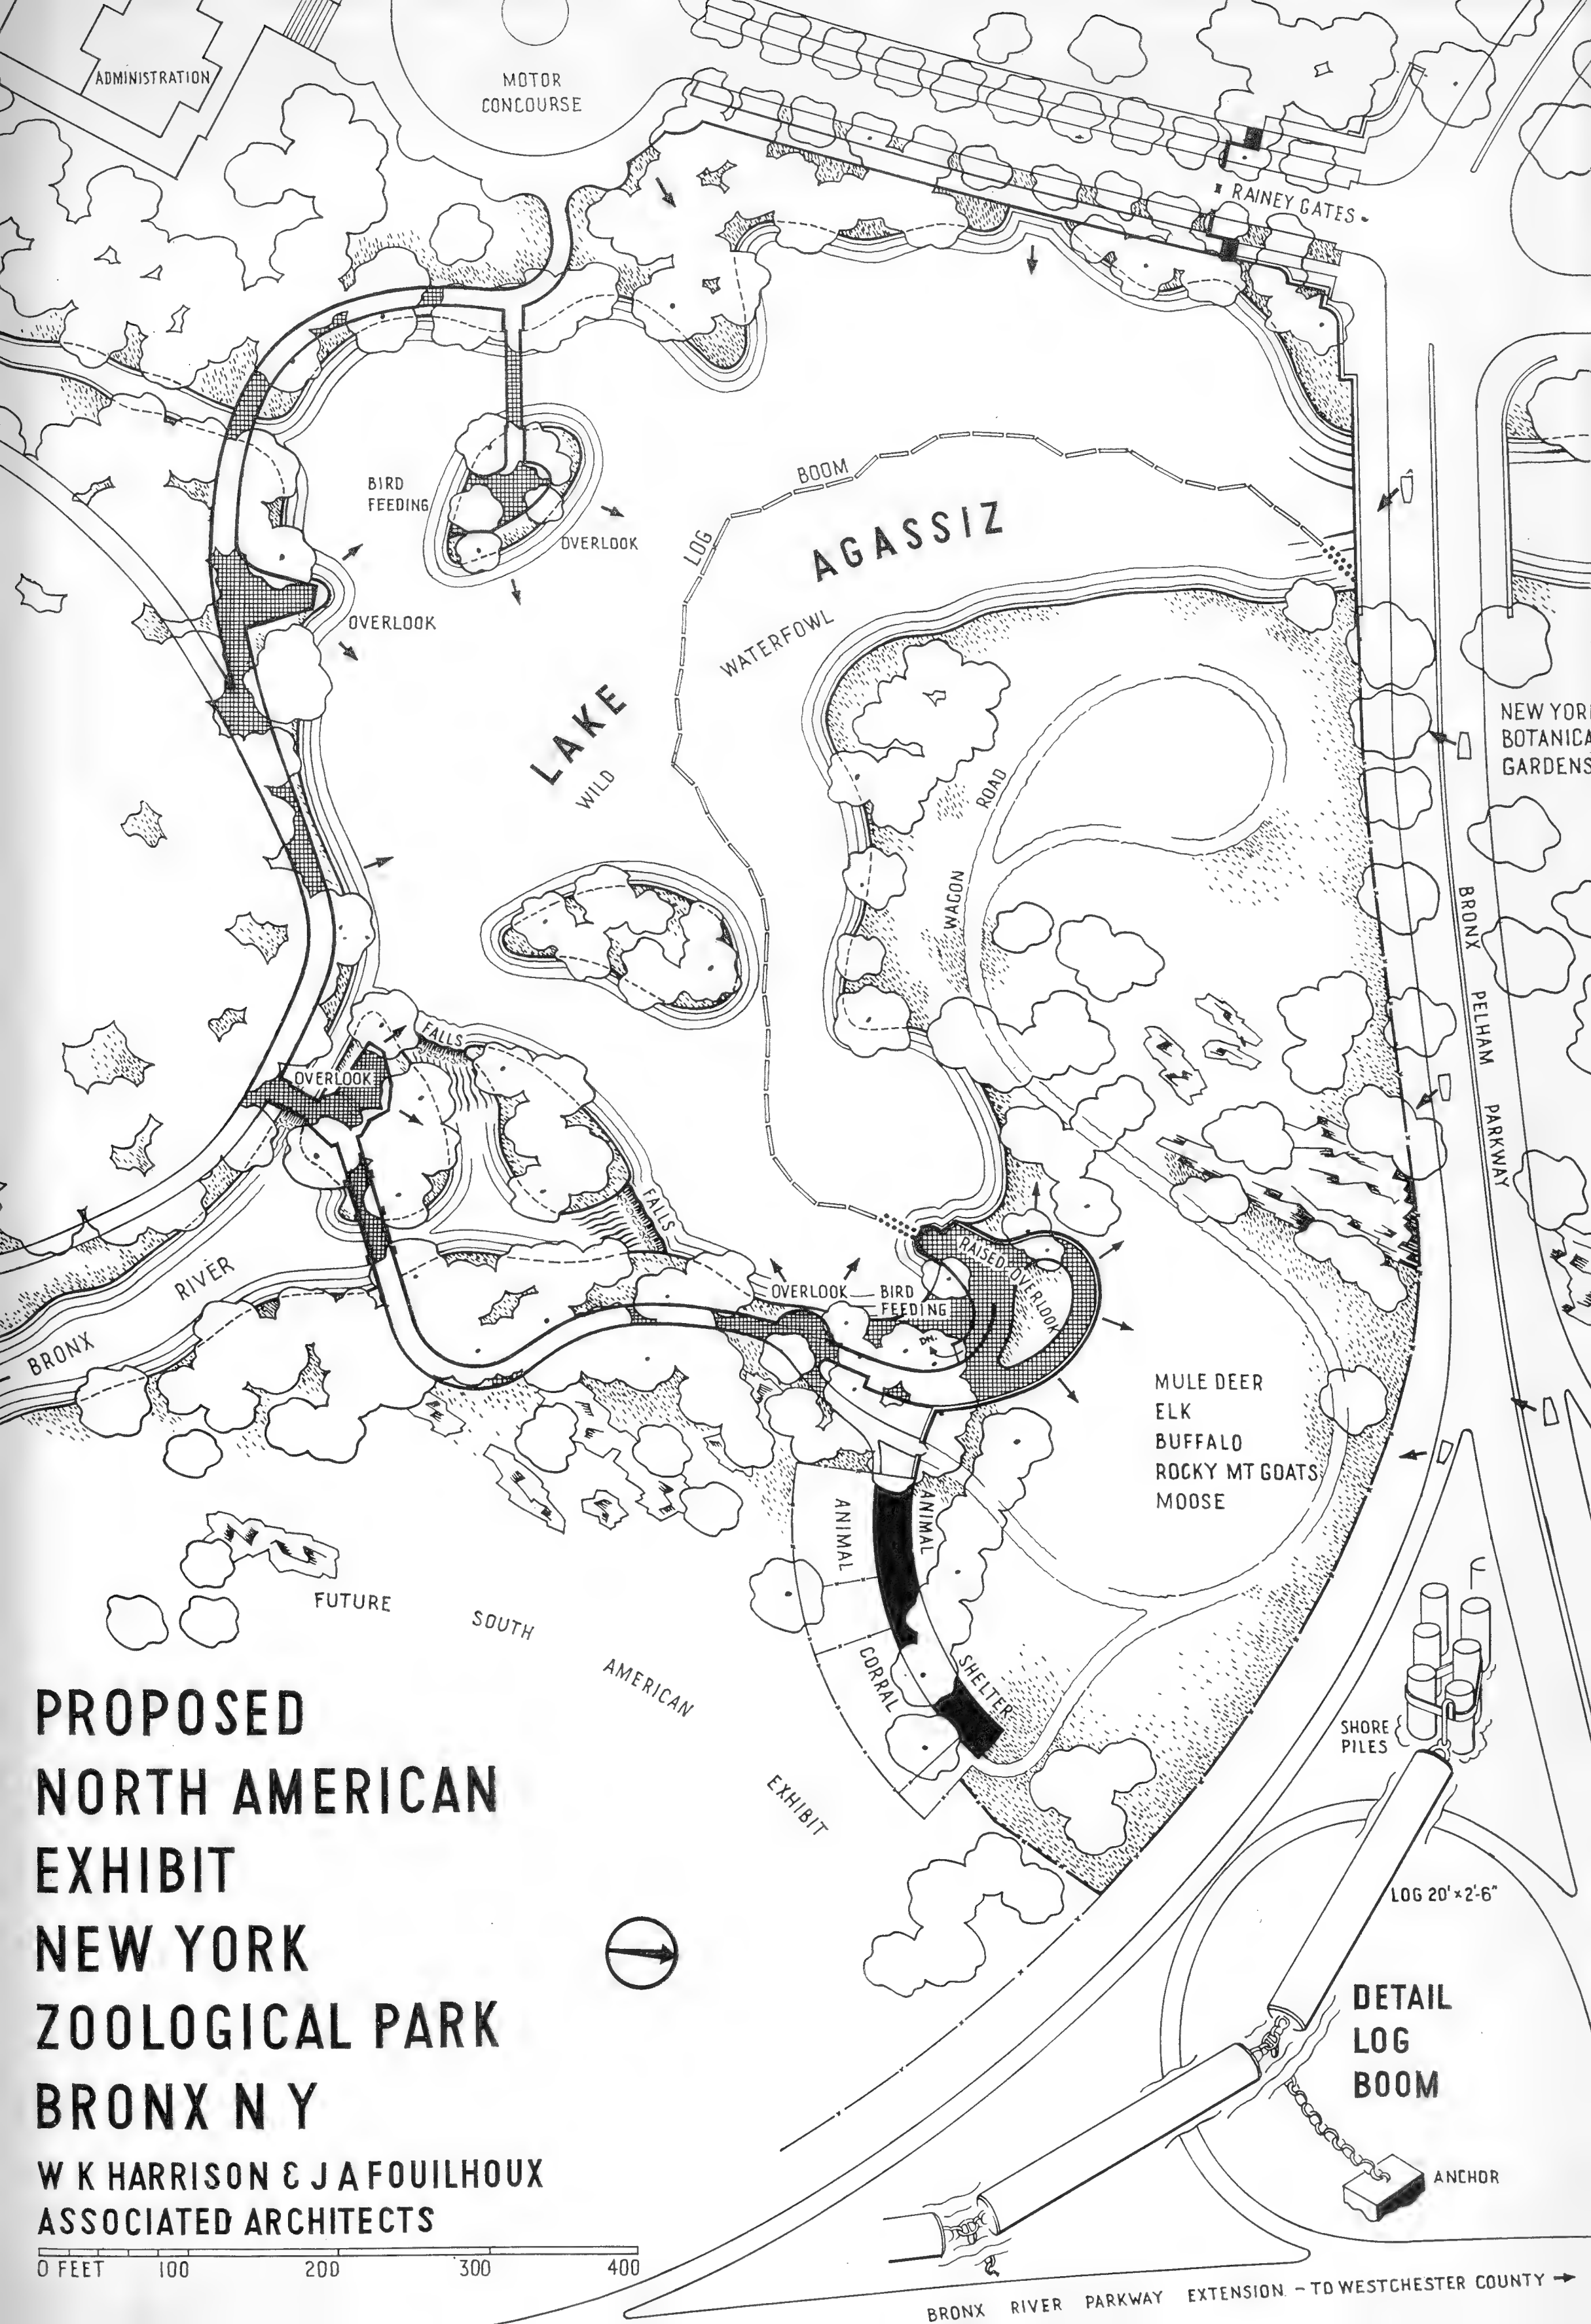 ADMINISTRATION
MOTOR
CONCOURSE
RAINEY GATES
BIRD
FEEDING
OVERLOOK
LOG BOOM
AGASSIZ
OVERLOOK
WATERFOWL
LAKE
WILD
WAGON ROAD
NEW YOR
BOTANICA
GARDENS
BRONX PELHAM PARKWAY
FALLS
OVERLOOK
FALLS
RIVER
BRONX
RAISED OVERLOOK
OVERLOOK
BIRD
FEEDING
DN.
MULE DEER
ELK
BUFFALO
ROCKY MT GOATS
MOOSE
ANIMAL
ANIMAL
CORRAL
SHELTER
FUTURE SOUTH AMERICAN EXHIBIT
SHORE
PILES
LOG 20' x 2'-6"
DETAIL
LOG
BOOM
ANCHOR
PROPOSED
NORTH AMERICAN
EXHIBIT
NEW YORK
ZOOLOGICAL PARK
BRONX N Y
W K HARRISON & J A FOUILHOUX
ASSOCIATED ARCHITECTS
0 FEET 100 200 300 400
BRONX RIVER PARKWAY EXTENSION - TO WESTCHESTER COUNTY →